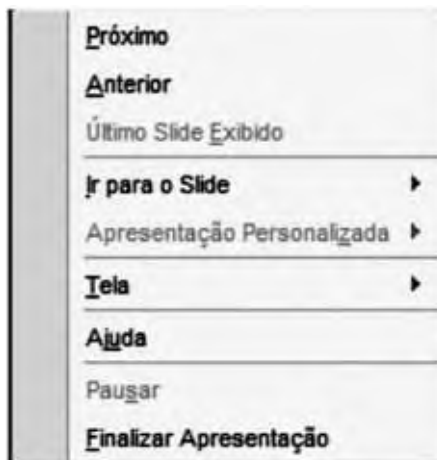 Próximo
Anterior
Último Slide Exibido
Ir para o Slide
Apresentação Personalizada
Tela
Ajuda
Pausar
Finalizar Apresentação